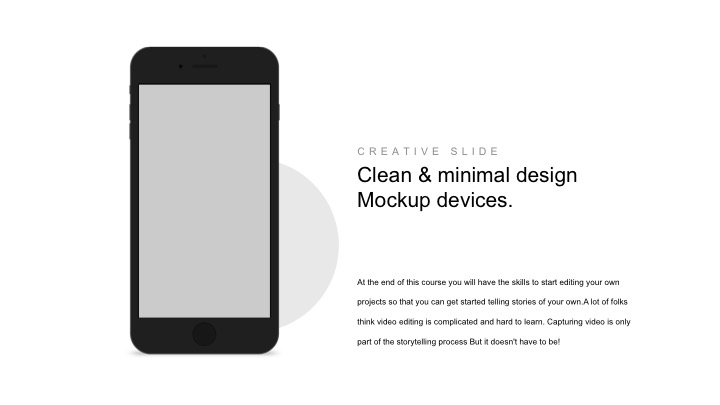 CREATIVE SLIDE
Clean & minimal design
Mockup devices.
At the end of this course you will have the skills to start editing your own
projects so that you can get started telling stories of your own.A lot of folks
think video editing is complicated and hard to learn. Capturing video is only
part of the storytelling process But it doesn't have to be!